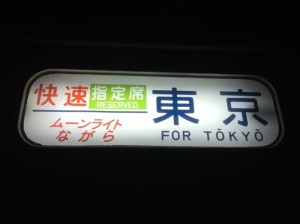 快速 指定席
RESERVED
ムーンライト
ながら
東京
FOR TŌKYŌ